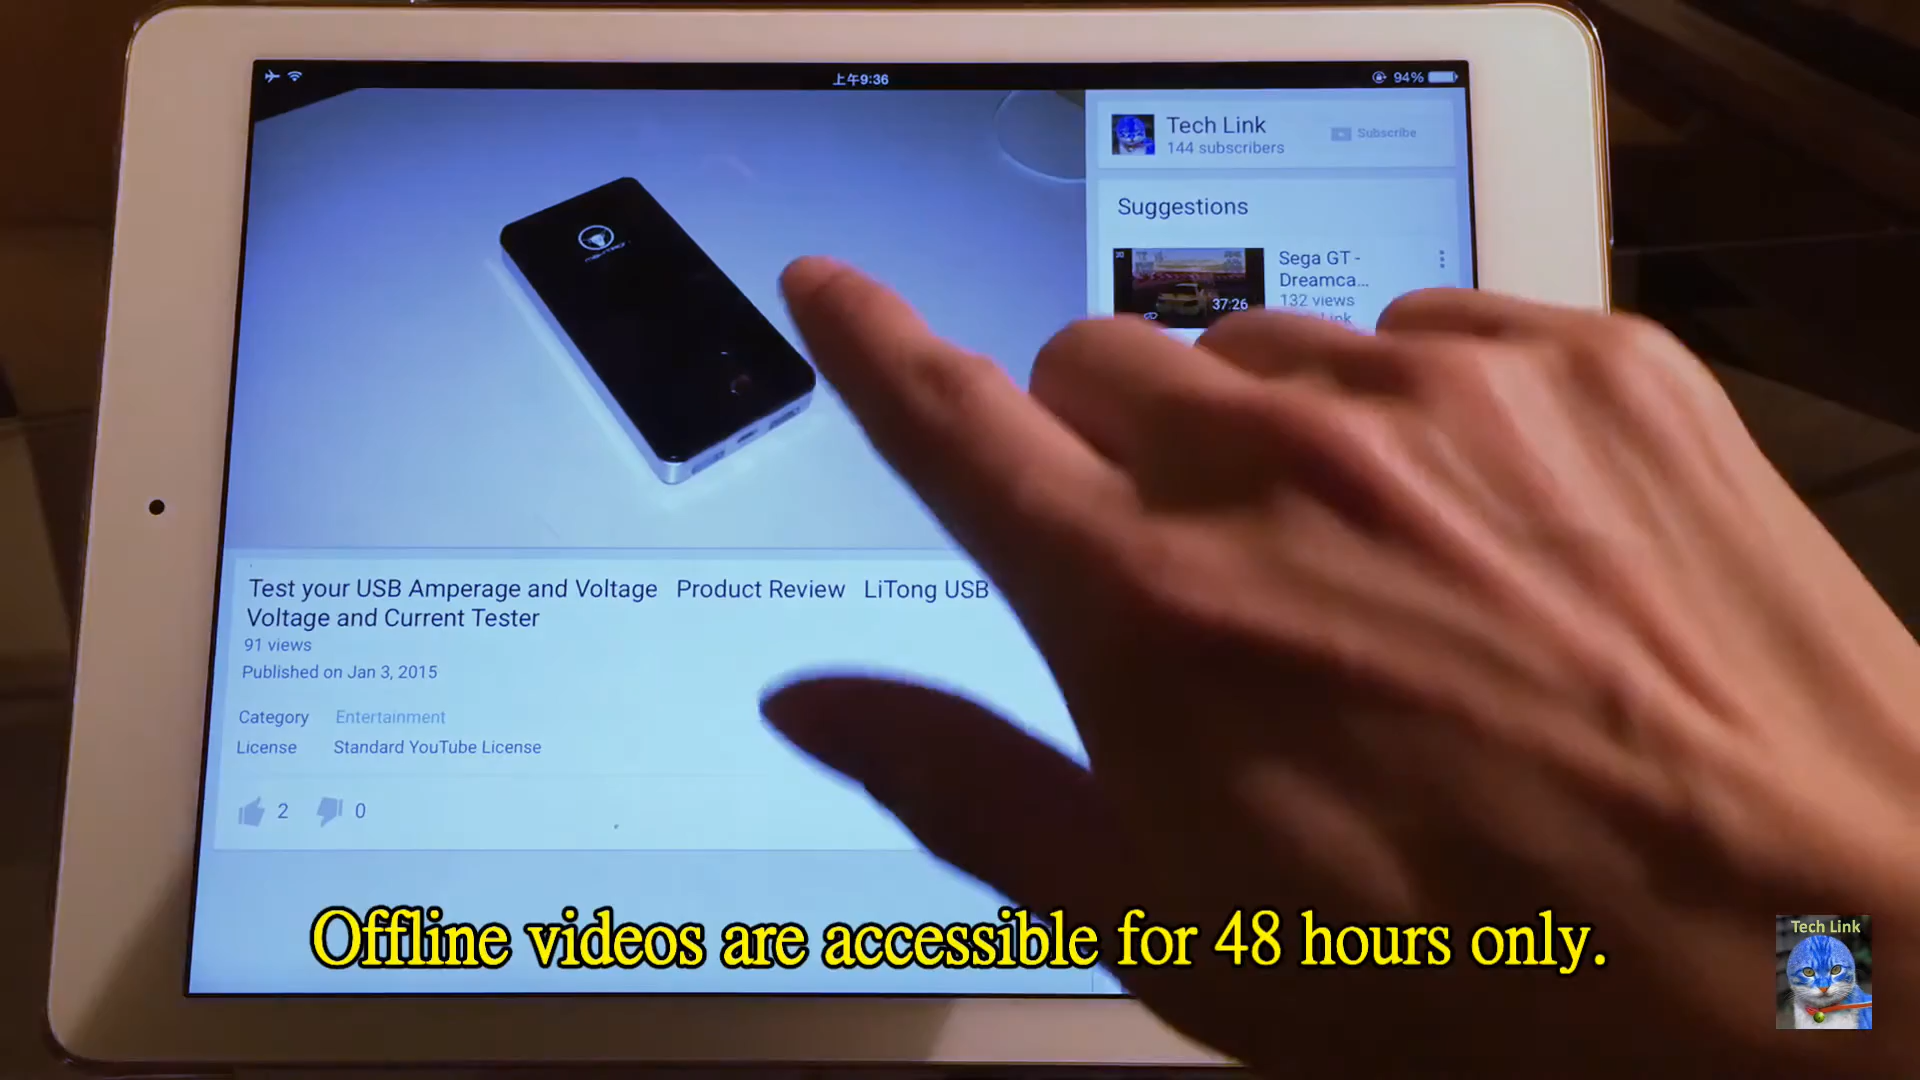 上午9:36
94%
Tech Link
144 subscribers
Subscribe
Suggestions
Sega GT -
Dreamca...
132 views
37:26
Test your USB Amperage and Voltage Product Review LiTong USB
Voltage and Current Tester
91 views
Published on Jan 3, 2015
Category Entertainment
License Standard YouTube License
2 0
Offline videos are accessible for 48 hours only.
Tech Link